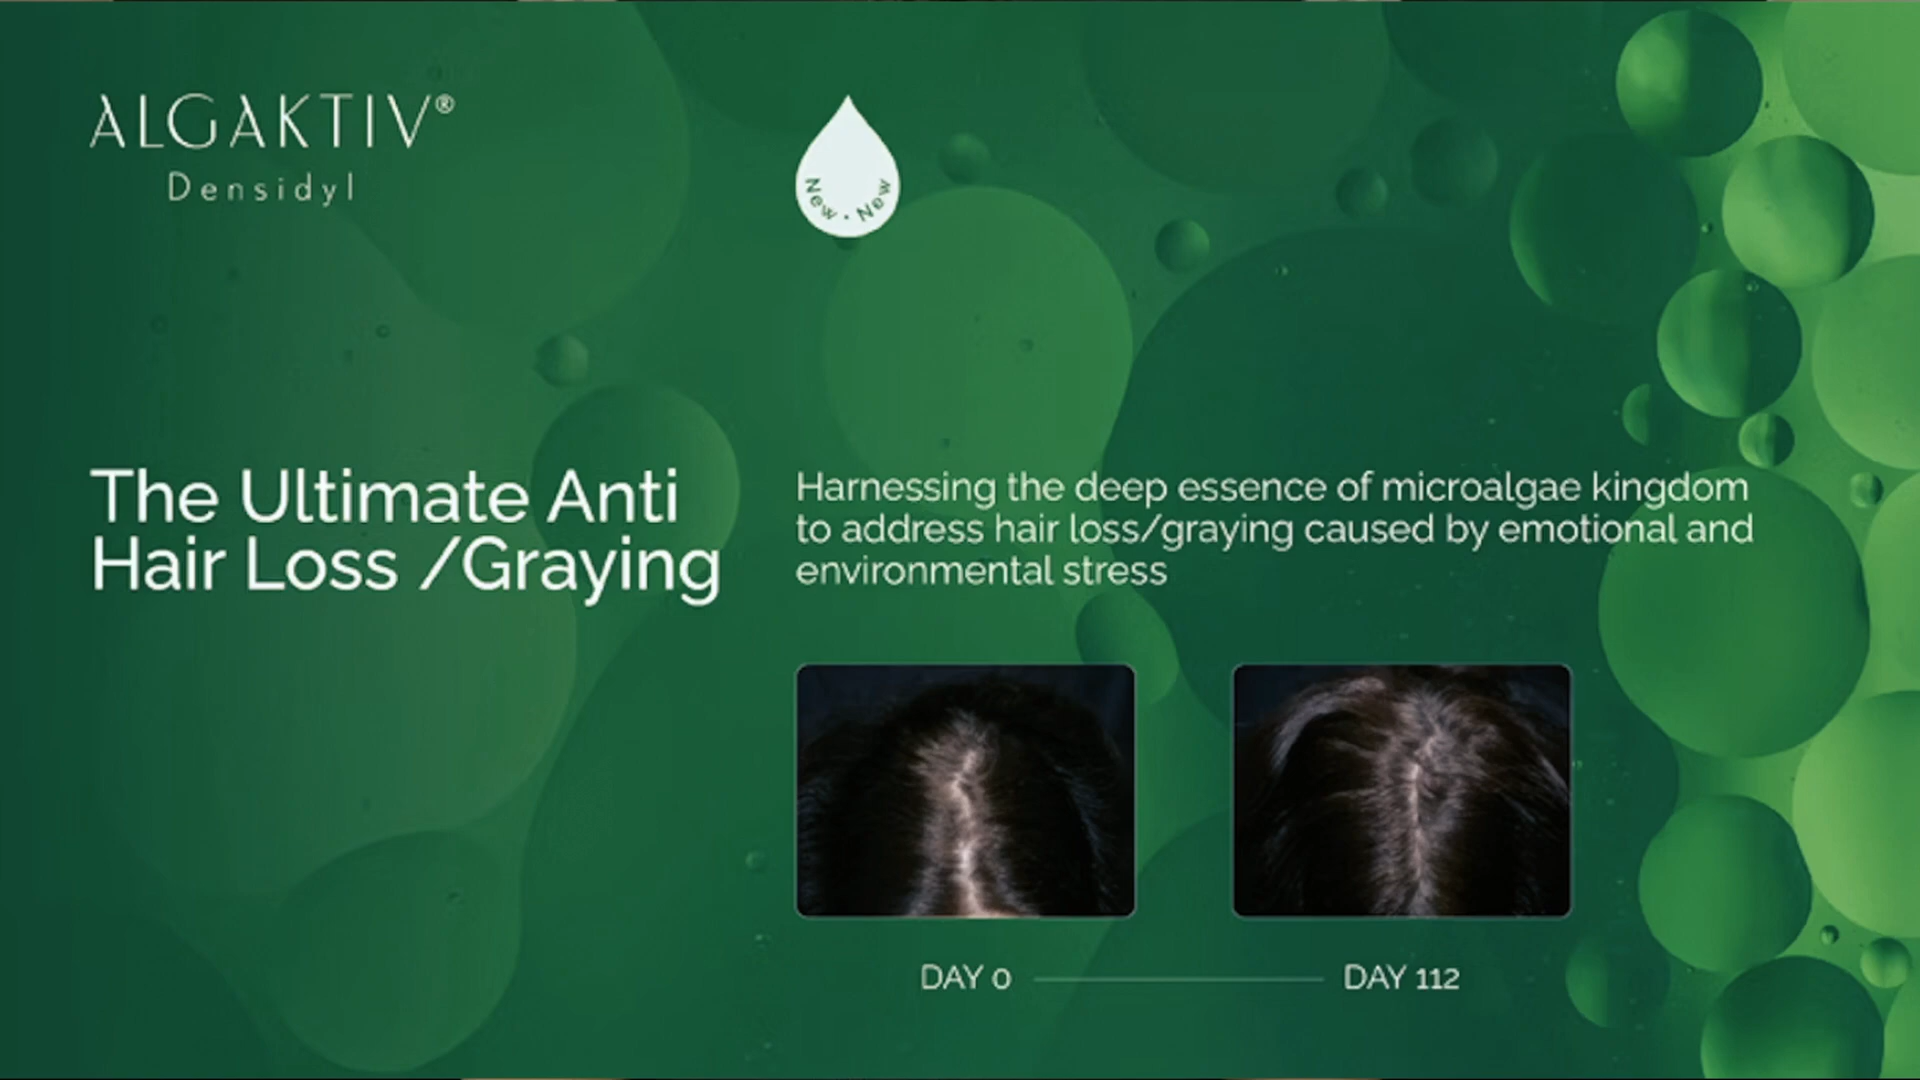 ALGAKTIV®
Densidyl
New · New
The Ultimate Anti
Hair Loss /Graying
Harnessing the deep essence of microalgae kingdom
to address hair loss/graying caused by emotional and
environmental stress
DAY 0
DAY 112